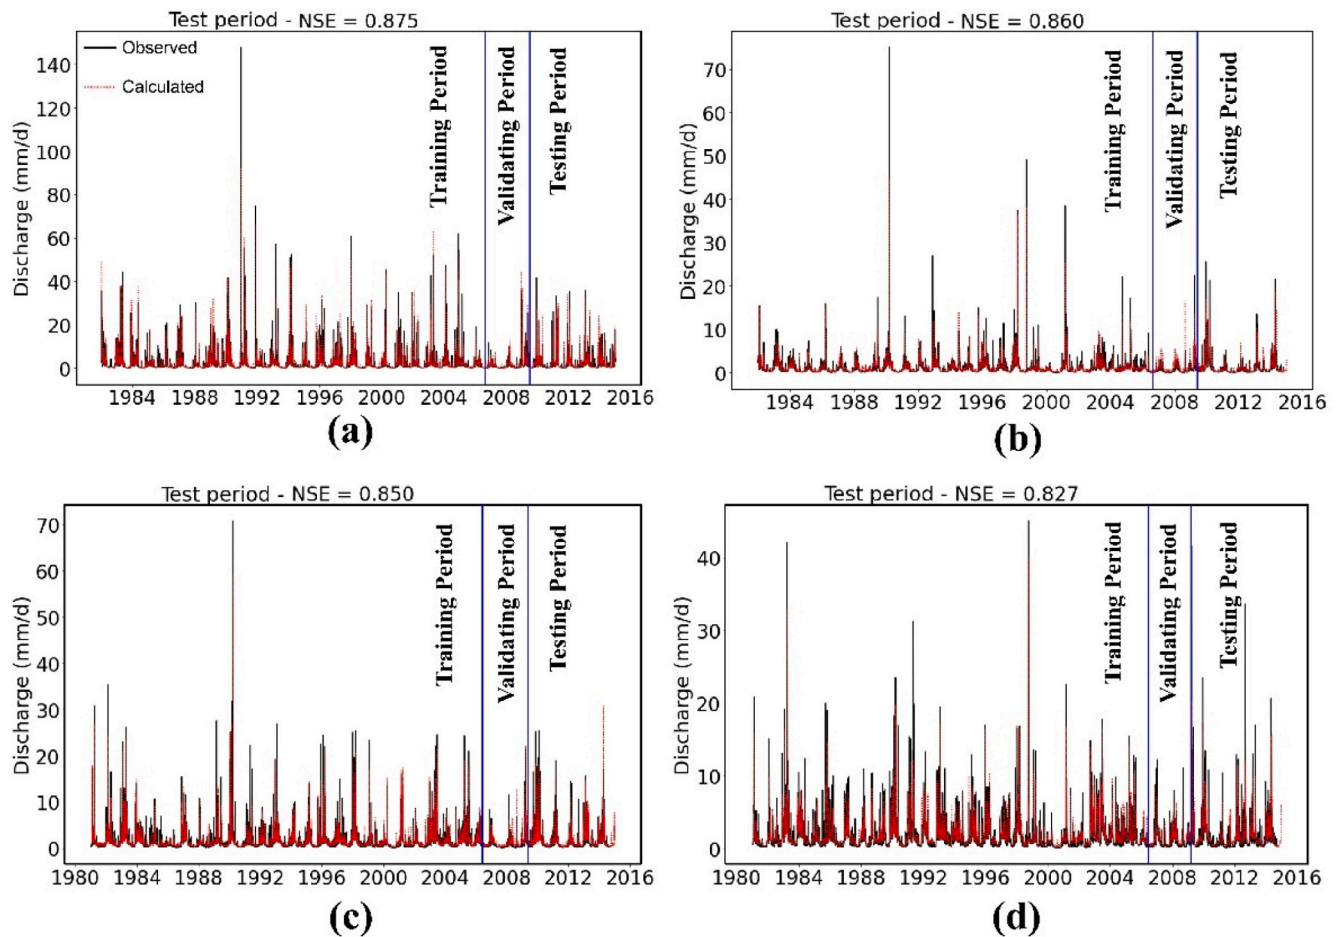 Test period - NSE = 0.875
Observed
Calculated
Training Period
Validating Period
Testing Period
Discharge (mm/d)
140
120
100
80
60
40
20
0
1984 1988 1992 1996 2000 2004 2008 2012 2016
(a)
Test period - NSE = 0.860
Training Period
Validating Period
Testing Period
Discharge (mm/d)
70
60
50
40
30
20
10
0
1984 1988 1992 1996 2000 2004 2008 2012 2016
(b)
Test period - NSE = 0.850
Training Period
Validating Period
Testing Period
Discharge (mm/d)
70
60
50
40
30
20
10
0
1980 1984 1988 1992 1996 2000 2004 2008 2012 2016
(c)
Test period - NSE = 0.827
Training Period
Validating Period
Testing Period
Discharge (mm/d)
40
30
20
10
0
1980 1984 1988 1992 1996 2000 2004 2008 2012 2016
(d)